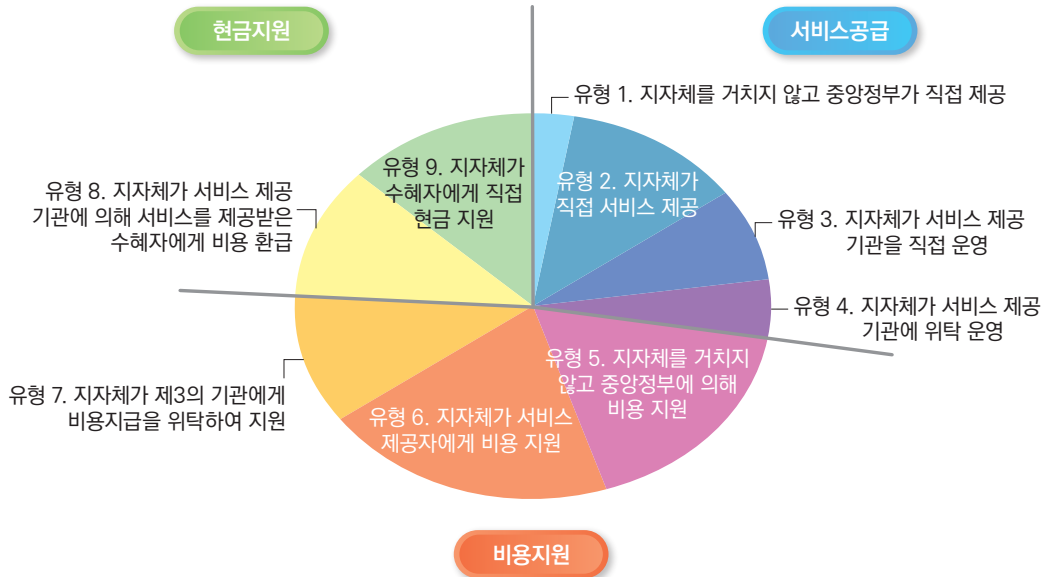 현금지원
서비스공급
유형 1. 지자체를 거치지 않고 중앙정부가 직접 제공
유형 2. 지자체가
직접 서비스 제공
유형 3. 지자체가 서비스 제공
기관을 직접 운영
유형 4. 지자체가 서비스 제공
기관에 위탁 운영
유형 5. 지자체를 거치지
않고 중앙정부에 의해
비용 지원
유형 6. 지자체가 서비스
제공자에게 비용 지원
유형 7. 지자체가 제3의 기관에게
비용지급을 위탁하여 지원
유형 8. 지자체가 서비스 제공
기관에 의해 서비스를 제공받은
수혜자에게 비용 환급
유형 9. 지자체가
수혜자에게 직접
현금 지원
비용지원